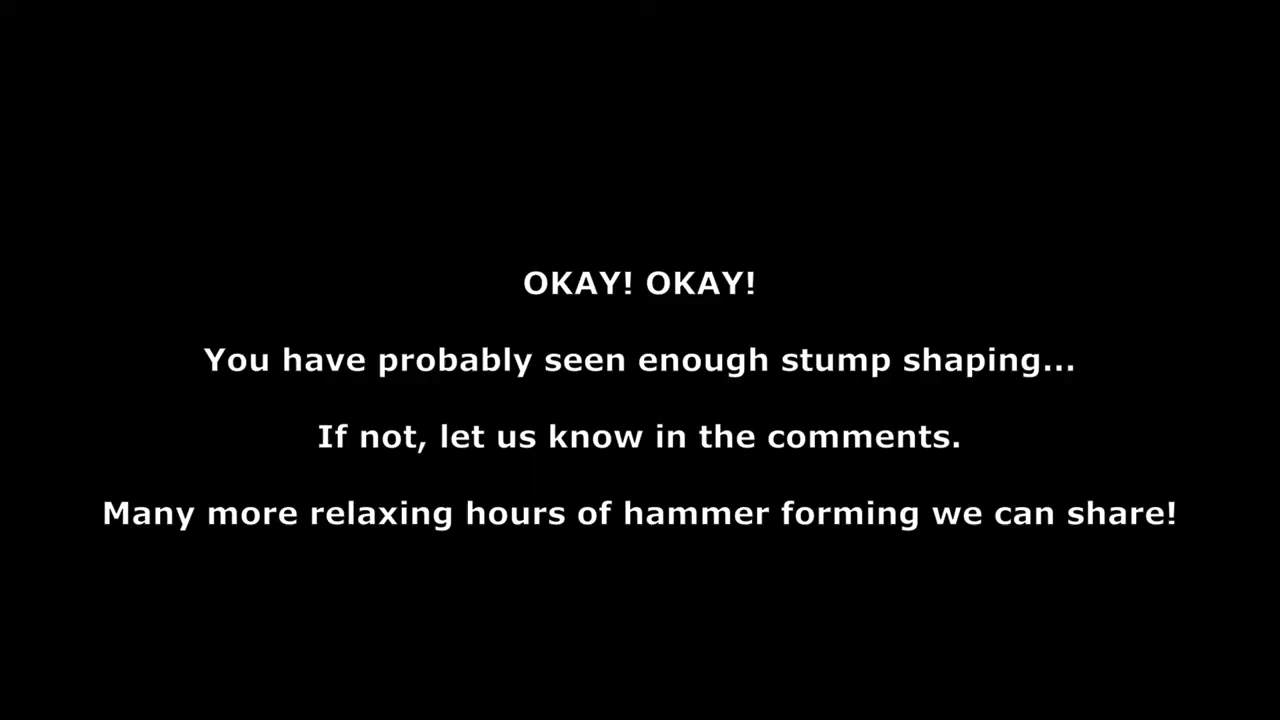 OKAY! OKAY!
You have probably seen enough stump shaping...
If not, let us know in the comments.
Many more relaxing hours of hammer forming we can share!